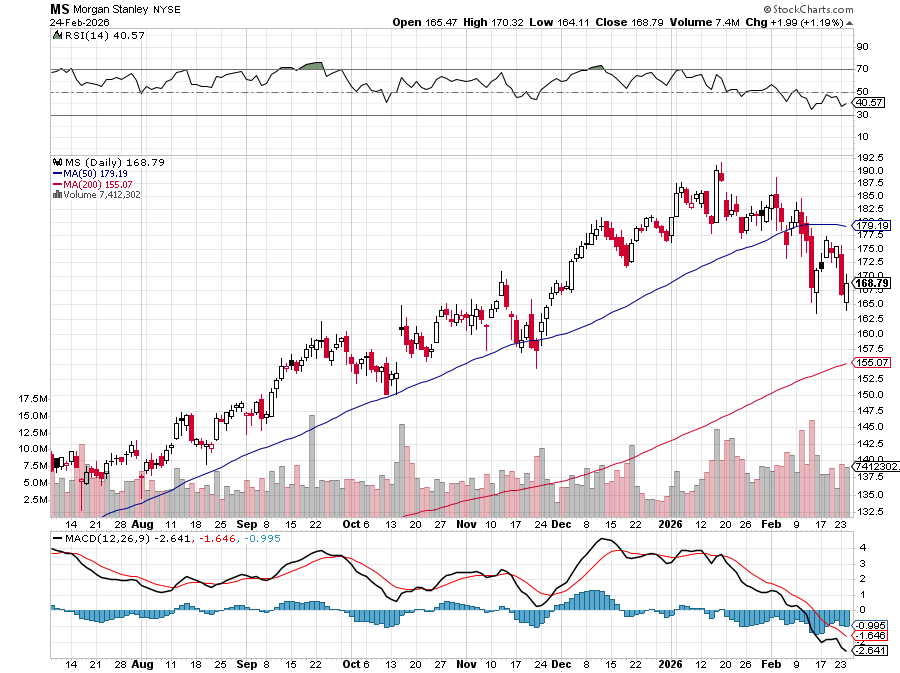 MS Morgan Stanley NYSE
© StockCharts.com
24-Feb-2026
Open 165.47 High 170.32 Low 164.11 Close 168.79 Volume 7.4M Chg +1.99 (+1.19%)
RSI(14) 40.57
90
70
50
40.57
30
10
MS (Daily) 168.79
MA(50) 179.19
MA(200) 155.07
Volume 7,412,302
192.5
190.0
187.5
185.0
182.5
179.19
177.5
175.0
172.5
170.0
168.79
167.5
165.0
162.5
160.0
157.5
155.07
152.5
150.0
147.5
145.0
142.5
140.0
7412302
137.5
135.0
132.5
17.5M
15.0M
12.5M
10.0M
7.5M
5.0M
2.5M
14 21 28 Aug 11 18 25 Sep 8 15 22 Oct 6 13 20 27 Nov 10 17 24 Dec 8 15 22 2026 12 20 26 Feb 9 17 23
MACD(12,26,9) -2.641, -1.646, -0.995
4
3
2
1
0
-0.995
-1.646
-2.641
14 21 28 Aug 11 18 25 Sep 8 15 22 Oct 6 13 20 27 Nov 10 17 24 Dec 8 15 22 2026 12 20 26 Feb 9 17 23